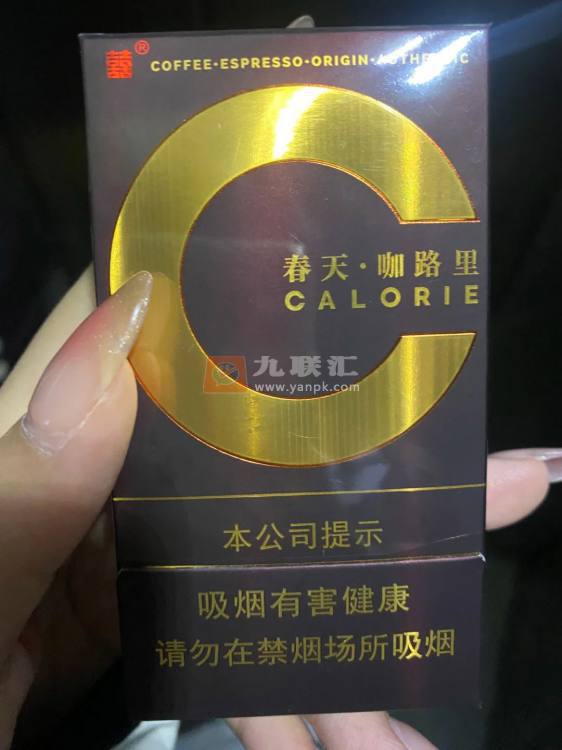 囍®
COFFEE·ESPRESSO·ORIGIN·AUTHENTIC
春天·咖路里
CALORIE
九联汇
www.yanpk.com
本公司提示
吸烟有害健康
请勿在禁烟场所吸烟